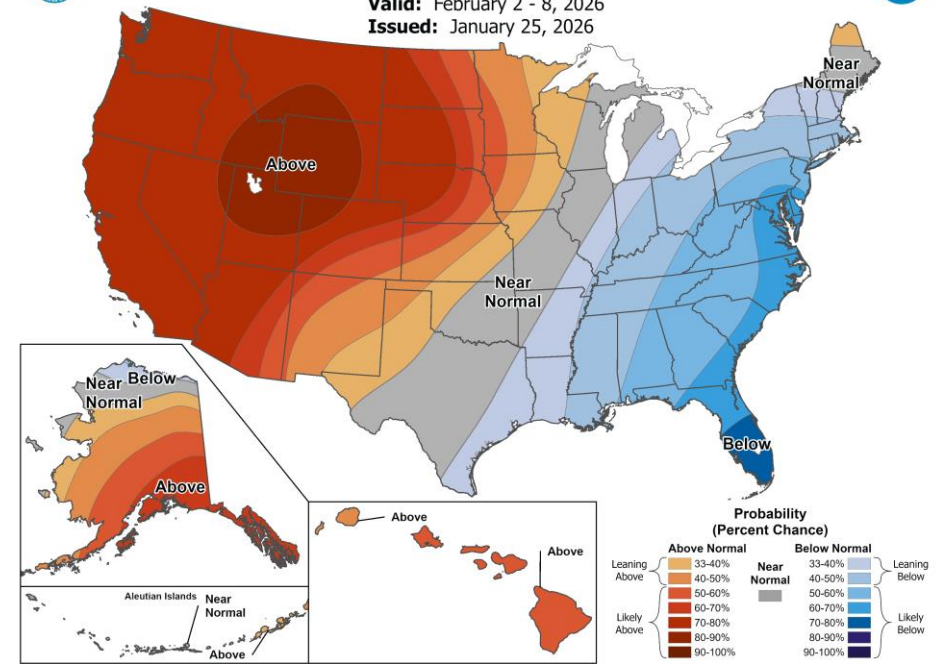 Valid: February 2 - 8, 2026
Issued: January 25, 2026
Near
Normal
Above
Near
Normal
Below
Near
Normal
Below
Above
Above
Above
Aleutian Islands
Near
Normal
Above
Probability
(Percent Chance)
Above Normal
Below Normal
Leaning
Above
33-40%
40-50%
Likely
Above
50-60%
60-70%
70-80%
80-90%
90-100%
Near
Normal
33-40%
40-50%
Leaning
Below
50-60%
60-70%
70-80%
80-90%
90-100%
Likely
Below